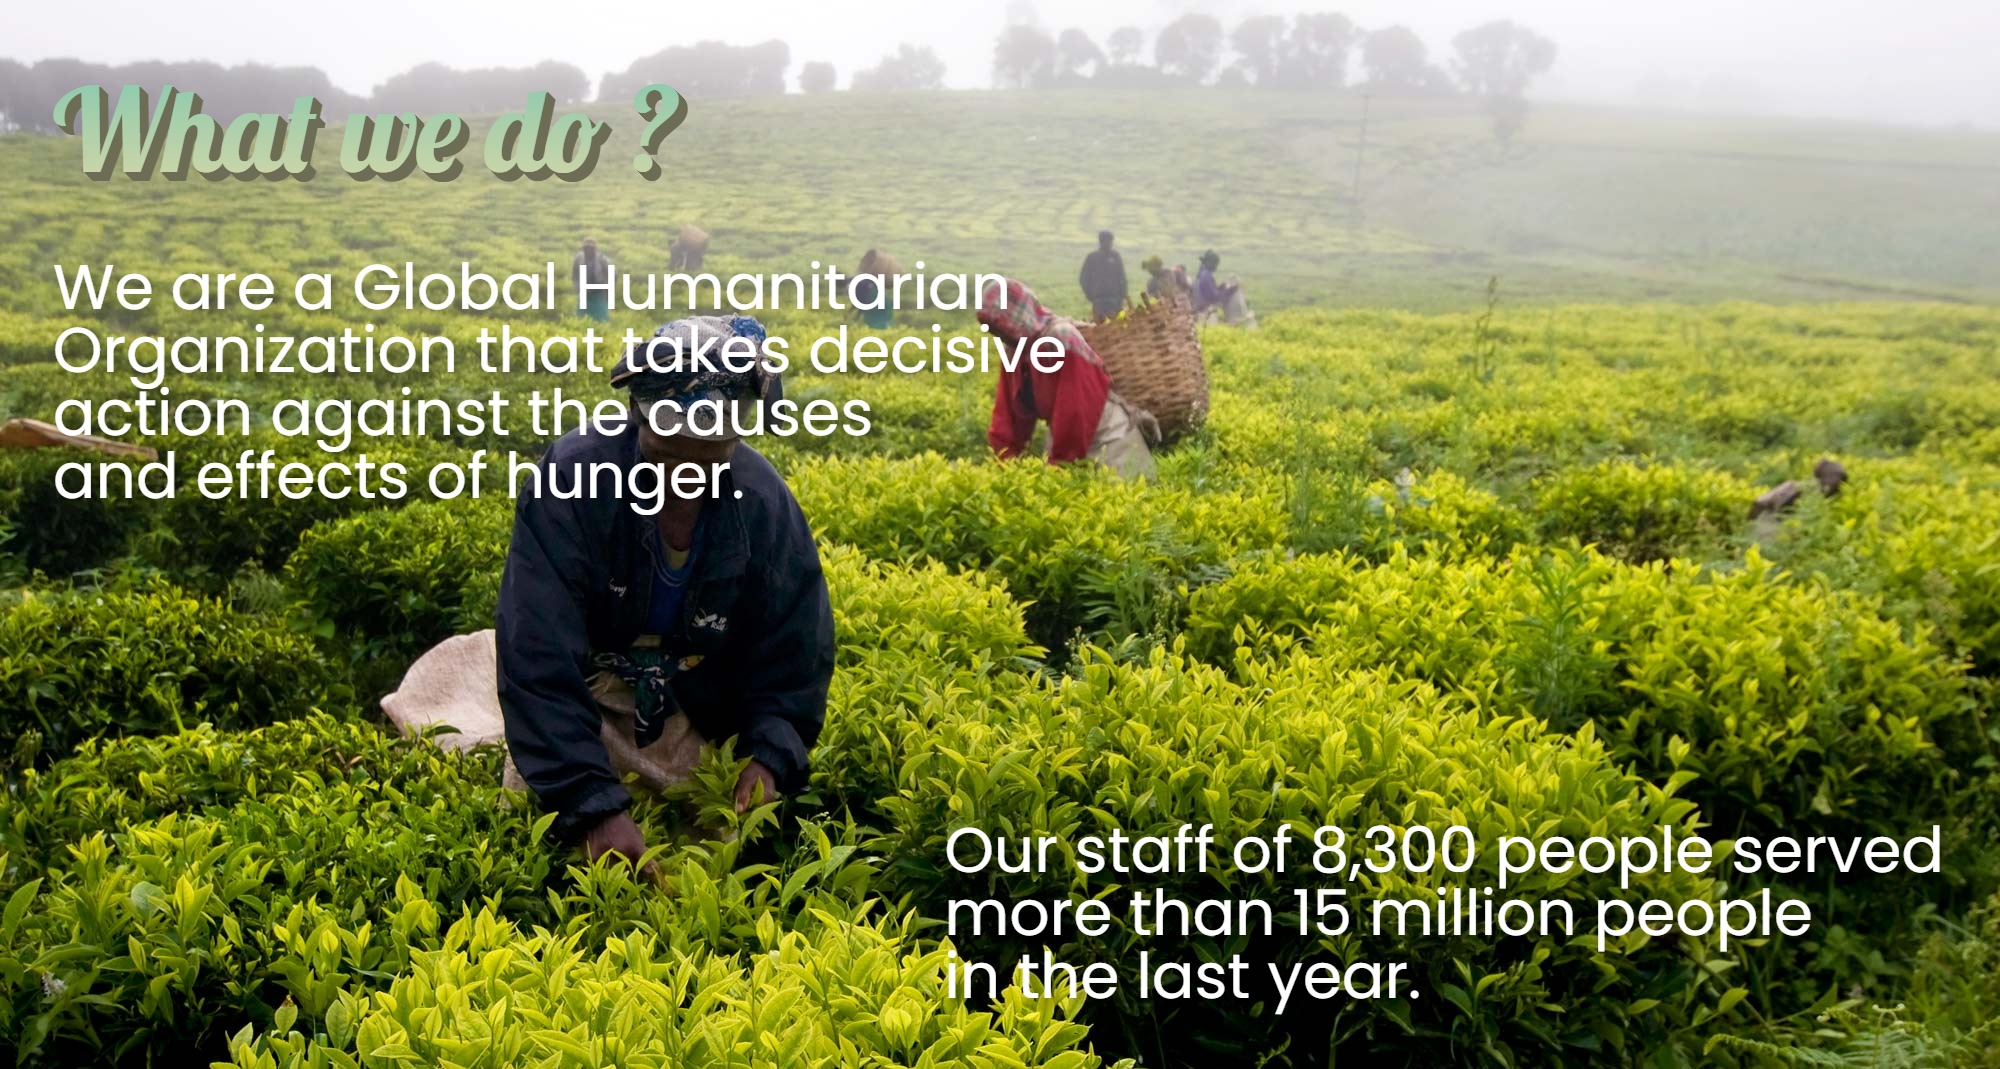 What we do ?
We are a Global Humanitarian
Organization that takes decisive
action against the causes
and effects of hunger.
Our staff of 8,300 people served
more than 15 million people
in the last year.